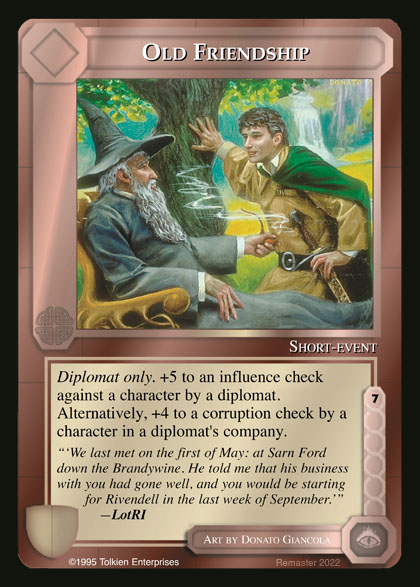 OLD FRIENDSHIP
DONATO
SHORT-EVENT
Diplomat only. +5 to an influence check
against a character by a diplomat.
Alternatively, +4 to a corruption check by a
character in a diplomat's company.
7
“‘We last met on the first of May: at Sarn Ford
down the Brandywine. He told me that his business
with you had gone well, and you would be starting
for Rivendell in the last week of September.’”
—LotRI
ART BY DONATO GIANCOLA
©1995 Tolkien Enterprises
Remaster 2022